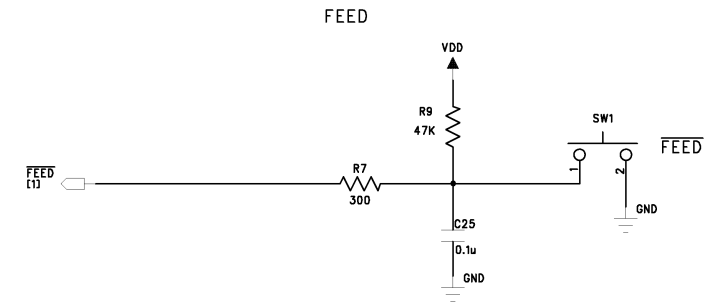 FEED
VDD
R9
47K
SW1
FEED
FEED
[1]
R7
300
1
2
GND
C25
0.1u
GND